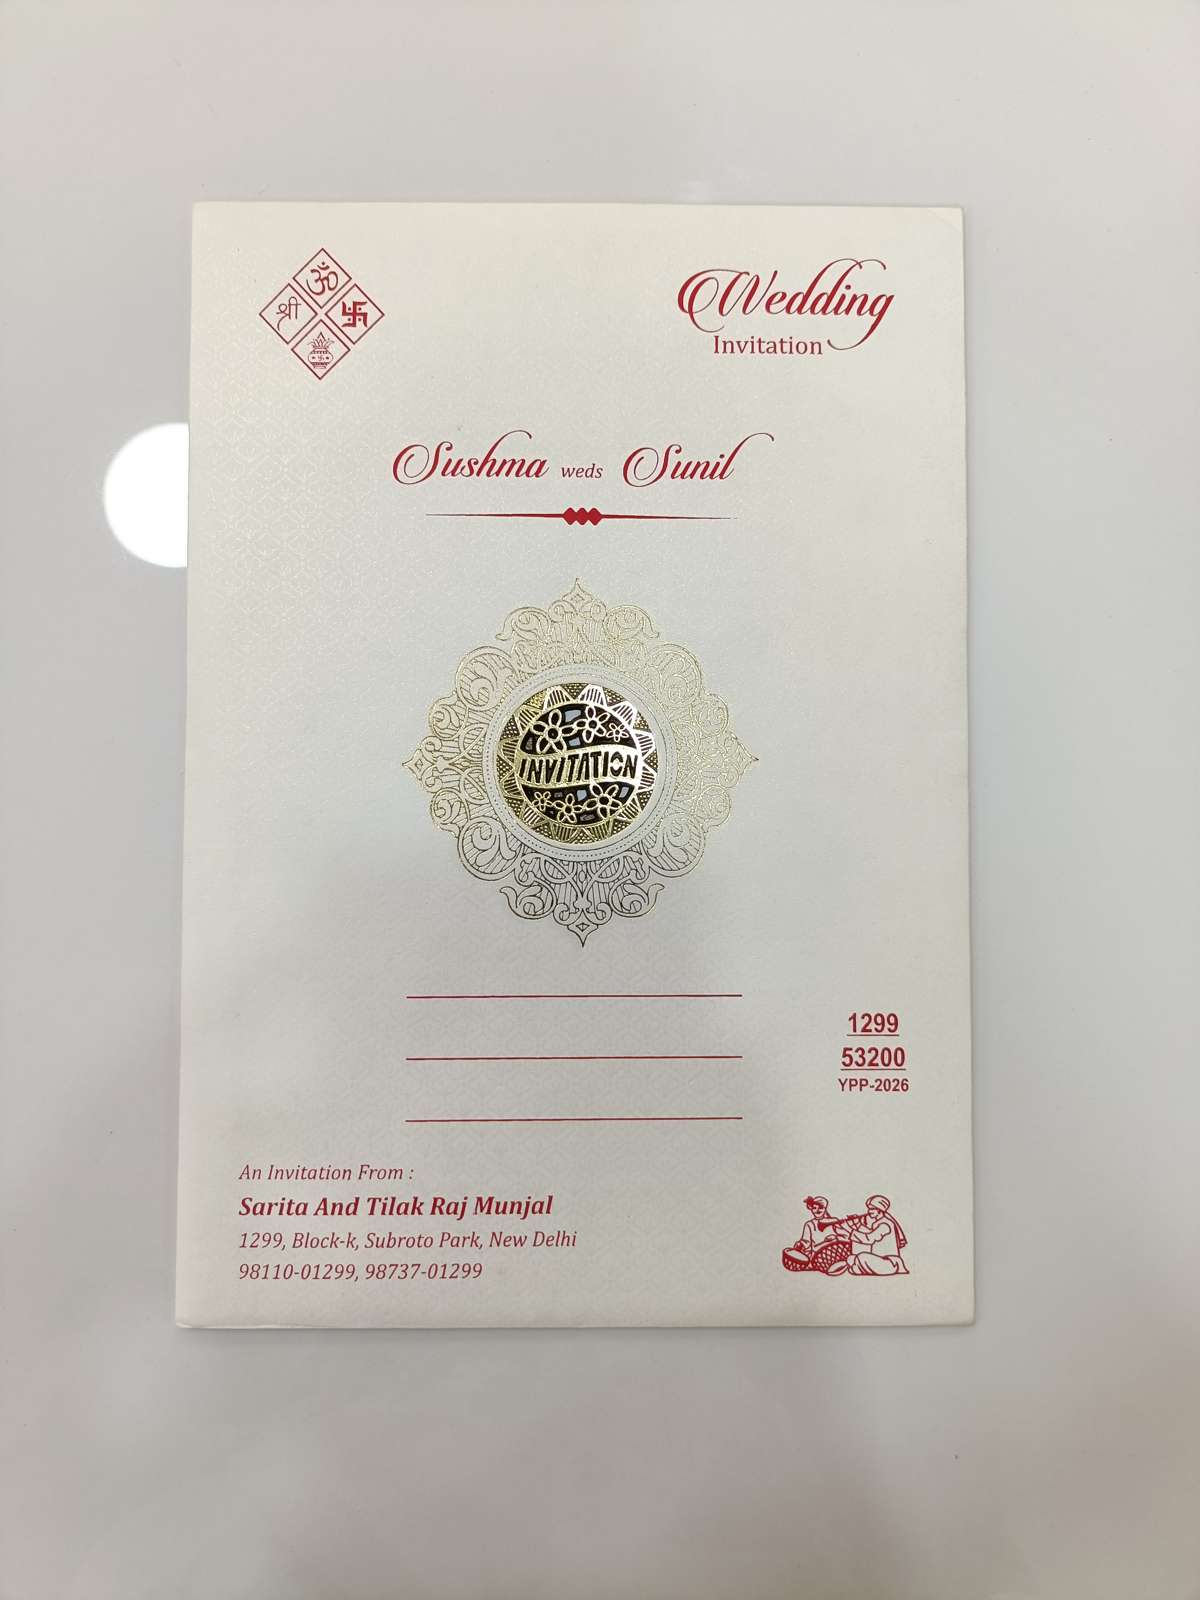 ॐ
श्री
Wedding
Invitation
Sushma weds Sunil
INVITATION
1299
53200
YPP-2026
An Invitation From :
Sarita And Tilak Raj Munjal
1299, Block-k, Subroto Park, New Delhi
98110-01299, 98737-01299